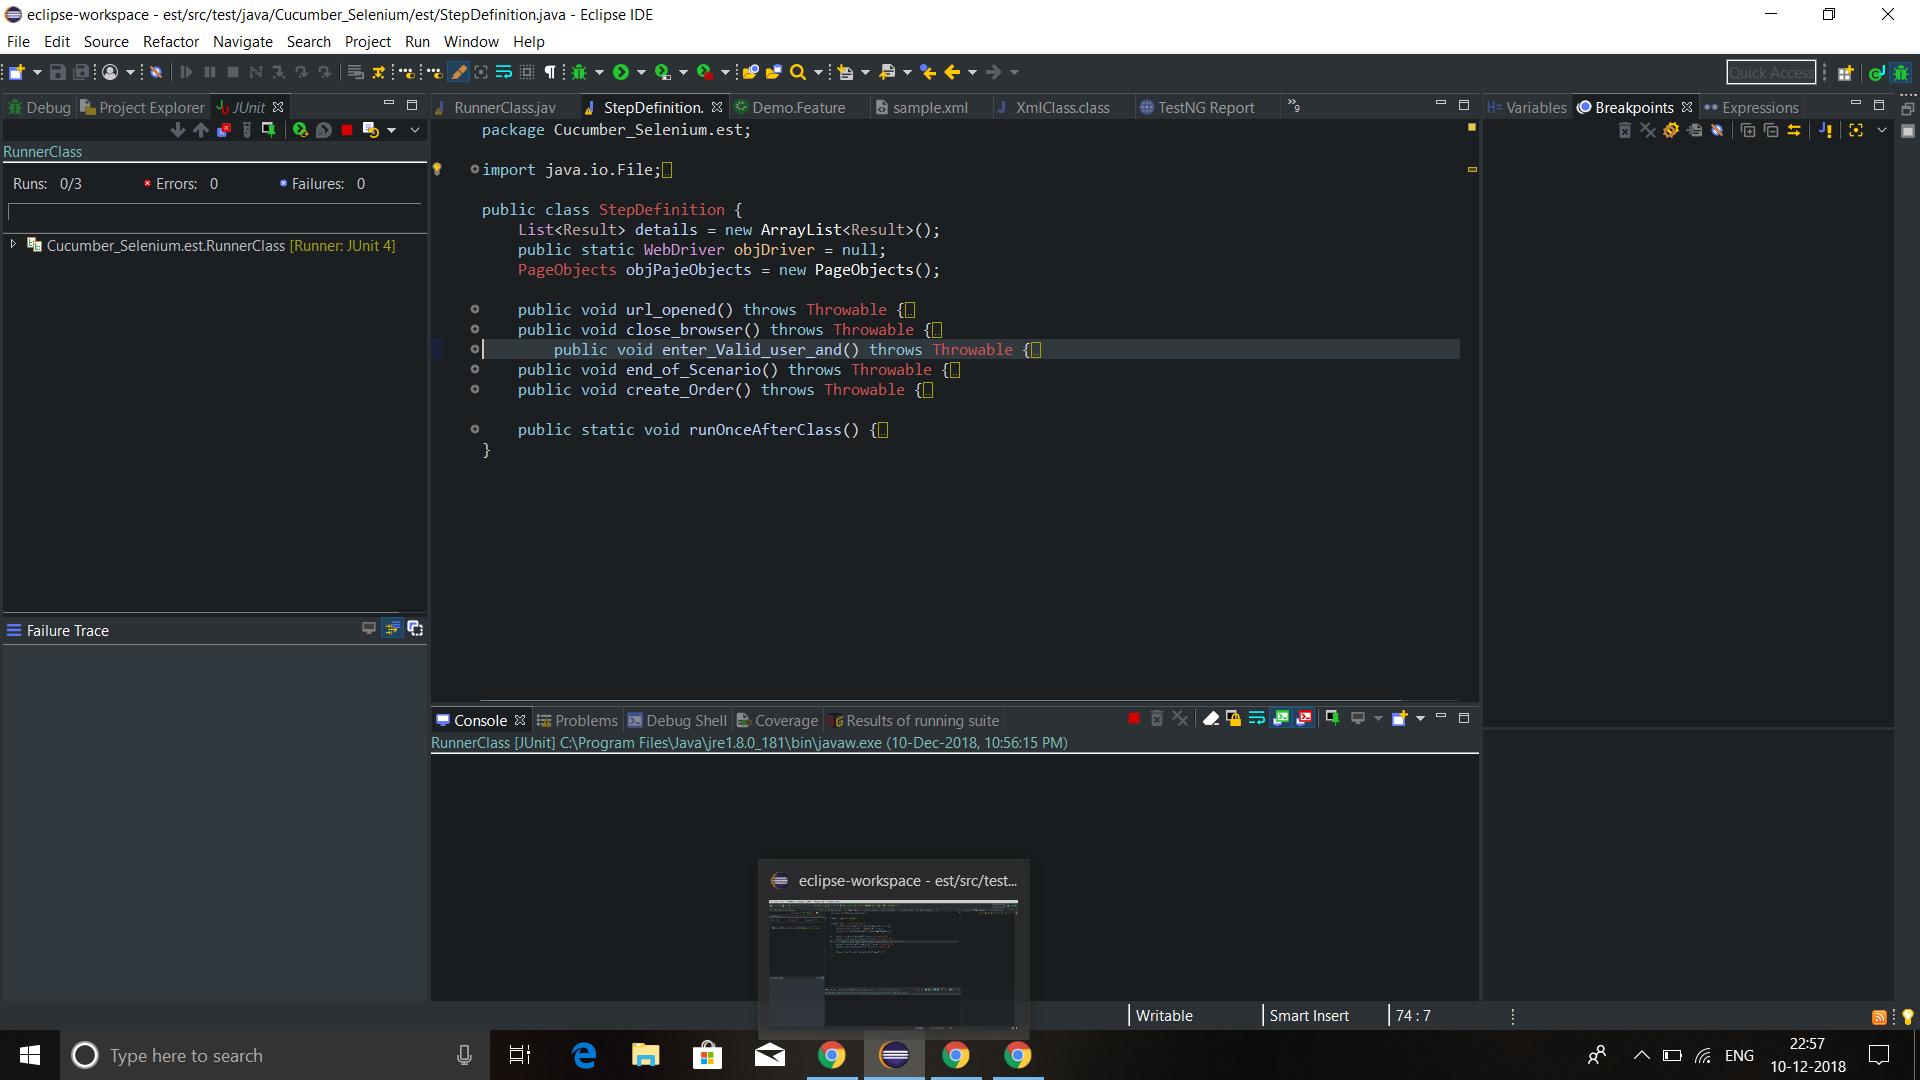 eclipse-workspace - est/src/test/java/Cucumber_Selenium/est/StepDefinition.java - Eclipse IDE
File Edit Source Refactor Navigate Search Project Run Window Help
Quick Access
Debug Project Explorer JUnit
RunnerClass
Runs: 0/3 Errors: 0 Failures: 0
Cucumber_Selenium.est.RunnerClass [Runner: JUnit 4]
Failure Trace
RunnerClass.jav StepDefinition. Demo.Feature sample.xml XmlClass.class TestNG Report »9
package Cucumber_Selenium.est;
import java.io.File;
public class StepDefinition {
List<Result> details = new ArrayList<Result>();
public static WebDriver objDriver = null;
PageObjects objPajeObjects = new PageObjects();
public void url_opened() throws Throwable {
public void close_browser() throws Throwable {
public void enter_Valid_user_and() throws Throwable {
public void end_of_Scenario() throws Throwable {
public void create_Order() throws Throwable {
public static void runOnceAfterClass() {
}
Variables Breakpoints Expressions
Console Problems Debug Shell Coverage Results of running suite
RunnerClass [JUnit] C:\Program Files\Java\jre1.8.0_181\bin\javaw.exe (10-Dec-2018, 10:56:15 PM)
eclipse-workspace - est/src/test...
Writable Smart Insert 74 : 7
Type here to search
ENG
22:57
10-12-2018